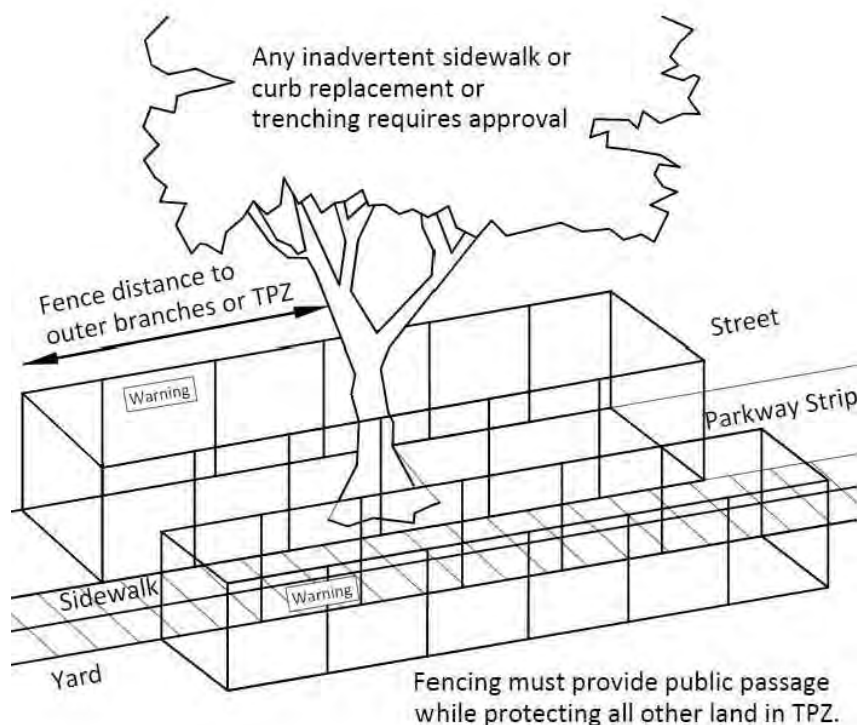 Any inadvertent sidewalk or
curb replacement or
trenching requires approval
Fence distance to
outer branches or TPZ
Street
Warning
Parkway Strip
Sidewalk
Warning
Yard
Fencing must provide public passage
while protecting all other land in TPZ.